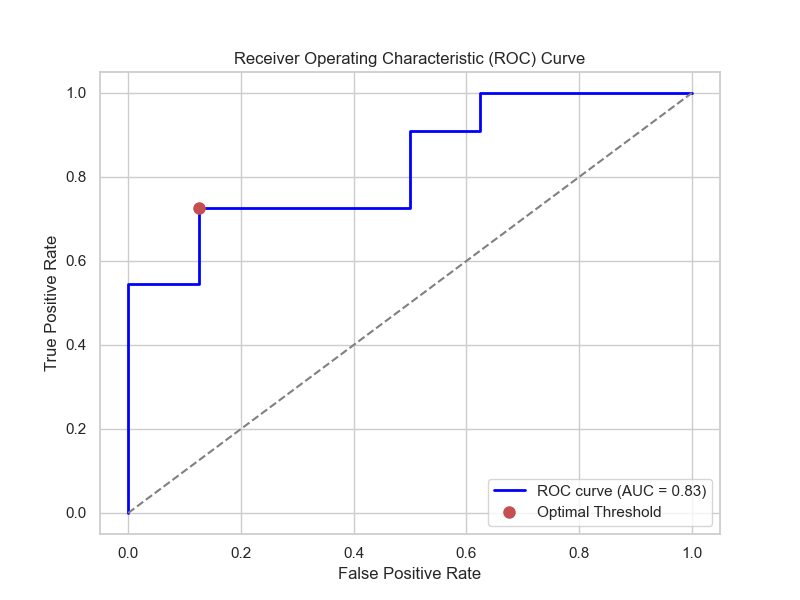 Receiver Operating Characteristic (ROC) Curve
True Positive Rate
1.0
0.8
0.6
0.4
0.2
0.0
0.0 0.2 0.4 0.6 0.8 1.0
False Positive Rate
ROC curve (AUC = 0.83)
Optimal Threshold